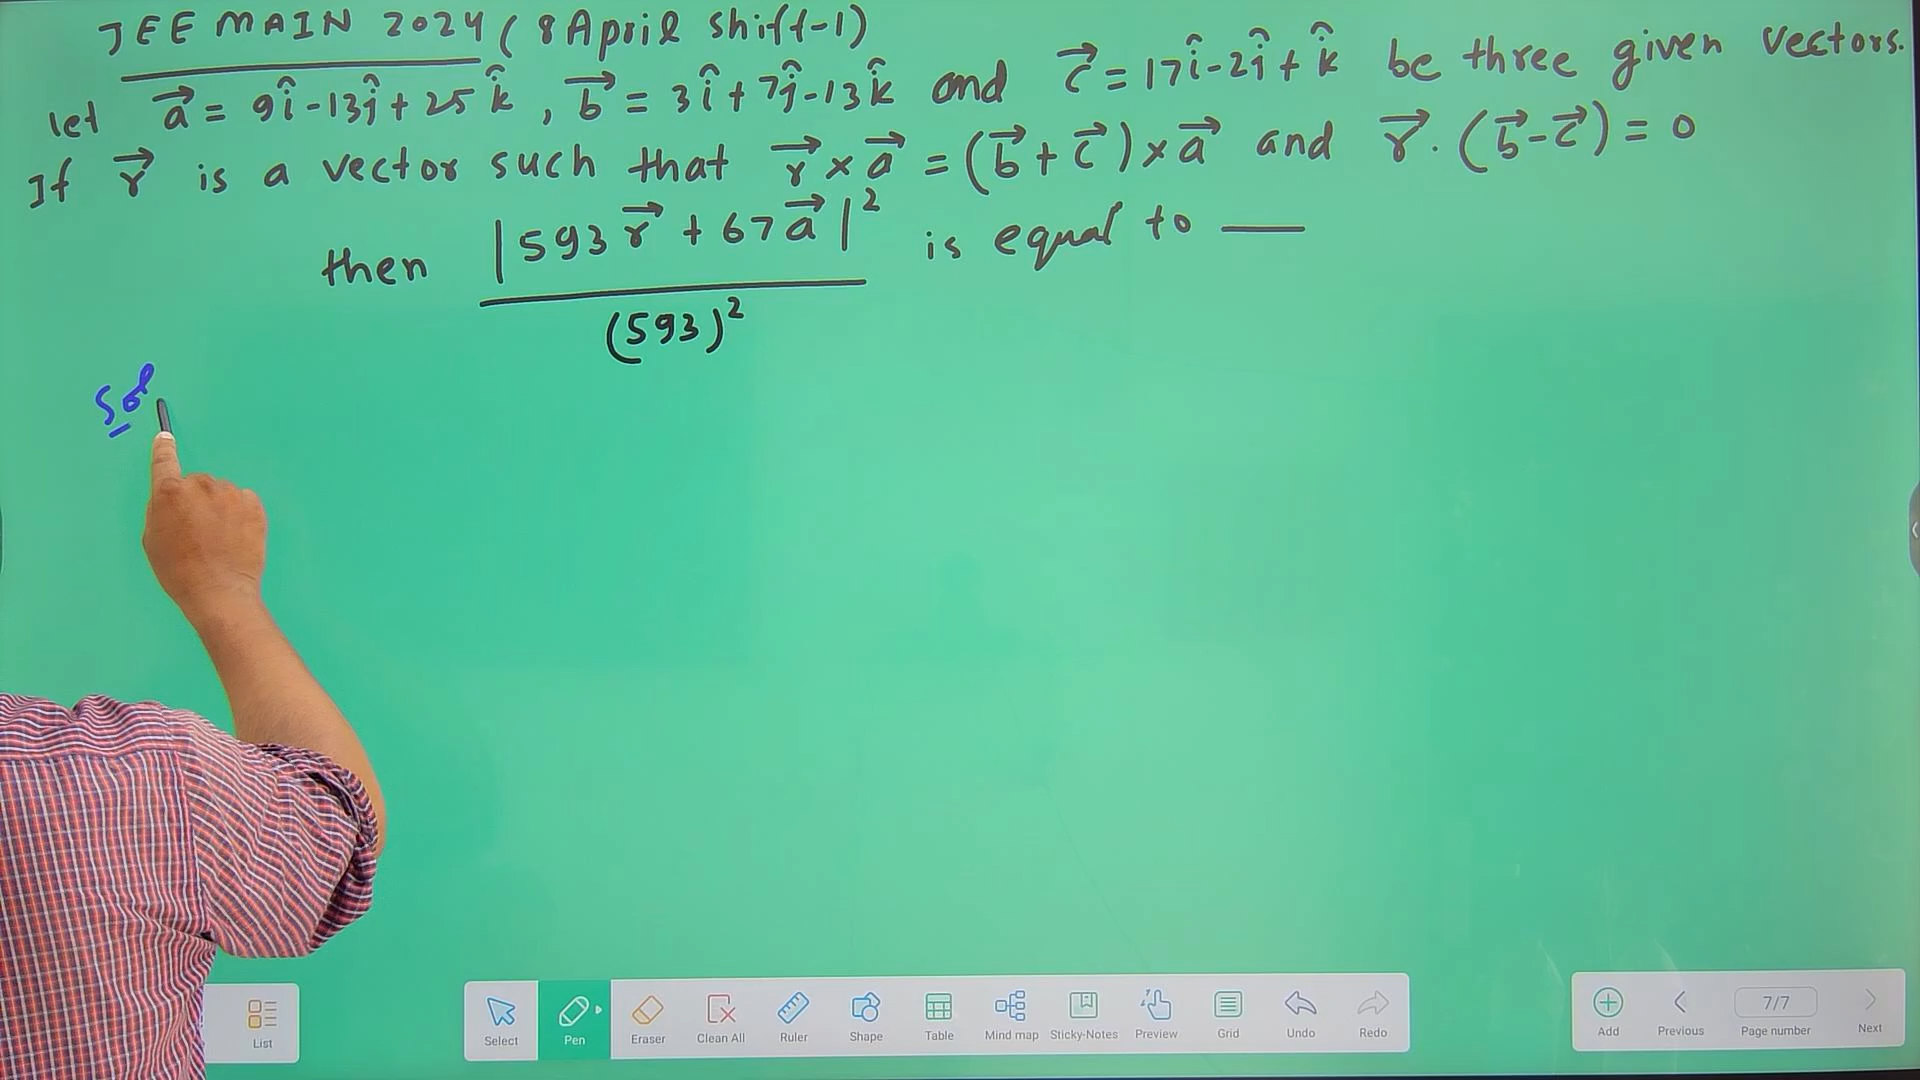 JEE MAIN 2024 (8 April shift-1)
let a⃗ = 9î-13ĵ+25k̂, b⃗ = 3î+7ĵ-13k̂ and c⃗ = 17î-2ĵ+k̂ be three given vectors.
If r⃗ is a vector such that r⃗×a⃗ = (b⃗+c⃗)×a⃗ and r⃗.(b⃗-c⃗)=0
then |593r⃗+67a⃗|² / (593)² is equal to __
Sol
List
Select Pen Eraser Clean All Ruler Shape Table Mind map Sticky-Notes Preview Grid Undo Redo
Add Previous 7/7 Page number Next